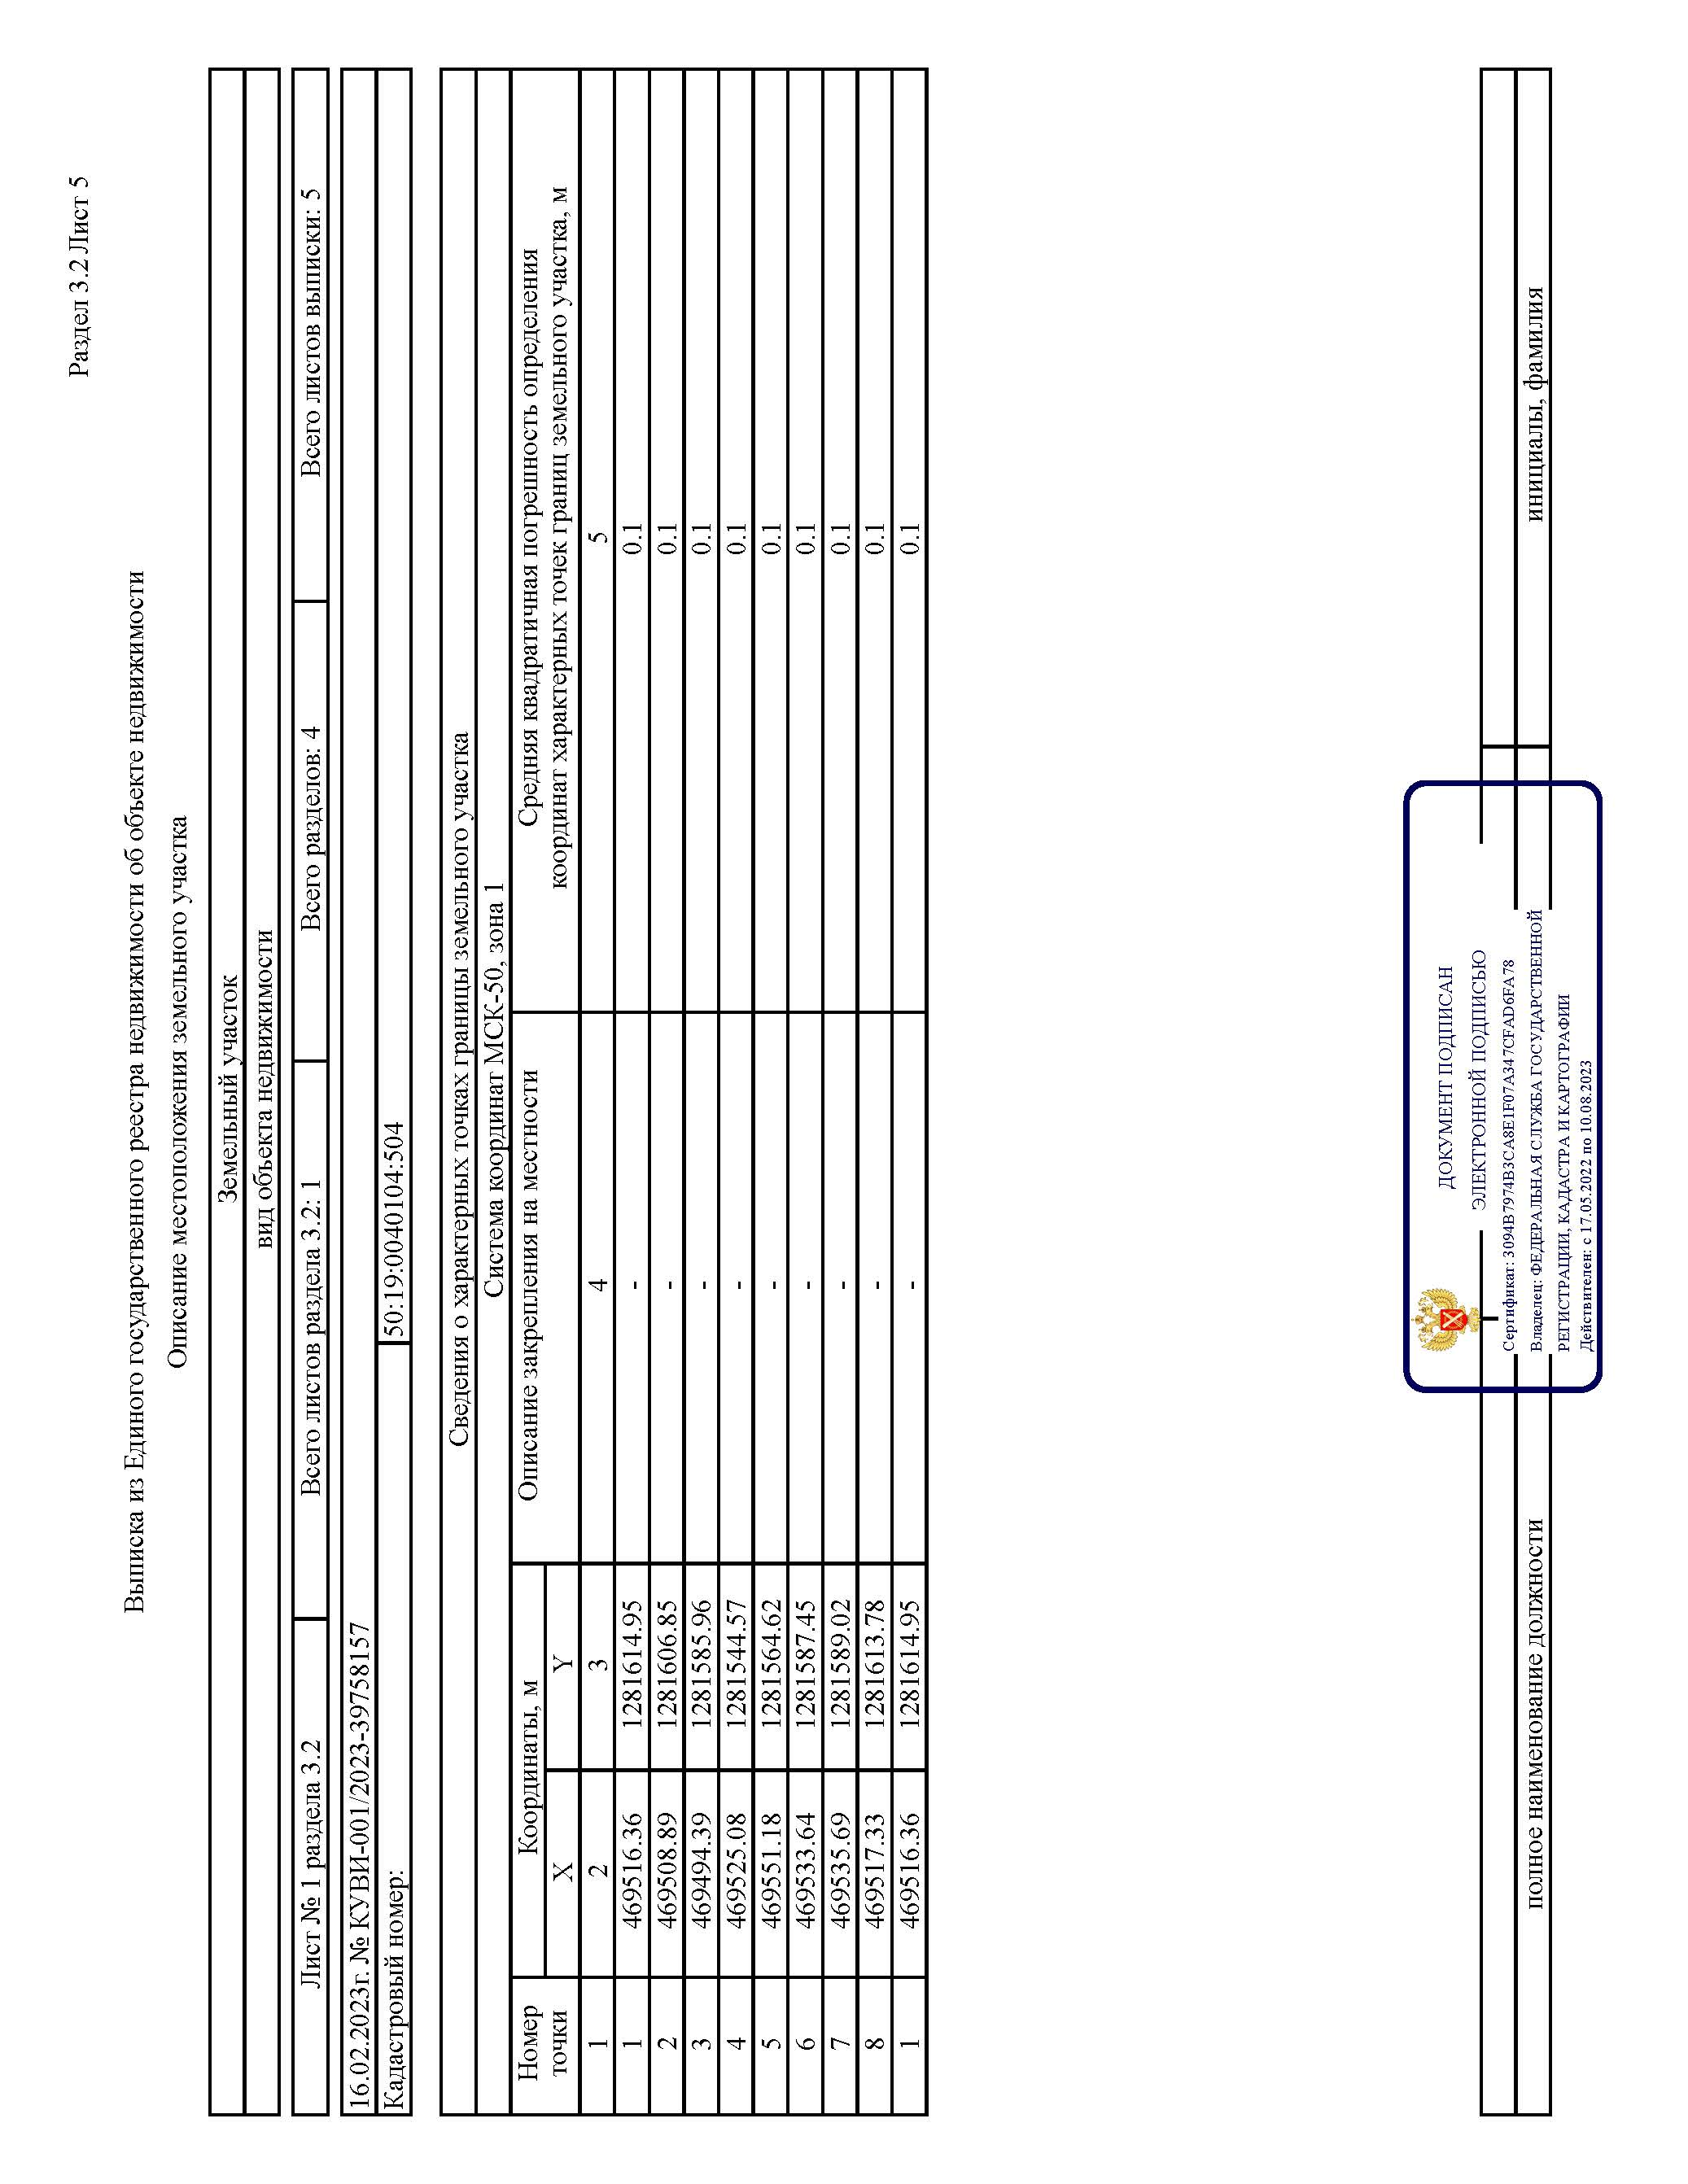 Раздел 3.2 Лист 5
Выписка из Единого государственного реестра недвижимости об объекте недвижимости
Описание местоположения земельного участка
Земельный участок
вид объекта недвижимости
Лист № 1 раздела 3.2 Всего листов раздела 3.2: 1 Всего разделов: 4 Всего листов выписки: 5
16.02.2023г. № КУВИ-001/2023-39758157
Кадастровый номер: 50:19:0040104:504
Сведения о характерных точках границы земельного участка
Система координат МСК-50, зона 1
Номер точки Координаты, м Описание закрепления на местности Средняя квадратичная погрешность определения
координат характерных точек границ земельного участка, м
X Y
1 2 3 4 5
1 469516.36 1281614.95 - 0.1
2 469508.89 1281606.85 - 0.1
3 469494.39 1281585.96 - 0.1
4 469525.08 1281544.57 - 0.1
5 469551.18 1281564.62 - 0.1
6 469533.64 1281587.45 - 0.1
7 469535.69 1281589.02 - 0.1
8 469517.33 1281613.78 - 0.1
1 469516.36 1281614.95 - 0.1
ДОКУМЕНТ ПОДПИСАН
ЭЛЕКТРОННОЙ ПОДПИСЬЮ
Сертификат: 3094B7974B3CA8E1F07A347CFAD6FA78
Владелец: ФЕДЕРАЛЬНАЯ СЛУЖБА ГОСУДАРСТВЕННОЙ
РЕГИСТРАЦИИ, КАДАСТРА И КАРТОГРАФИИ
Действителен: с 17.05.2022 по 10.08.2023
полное наименование должности инициалы, фамилия